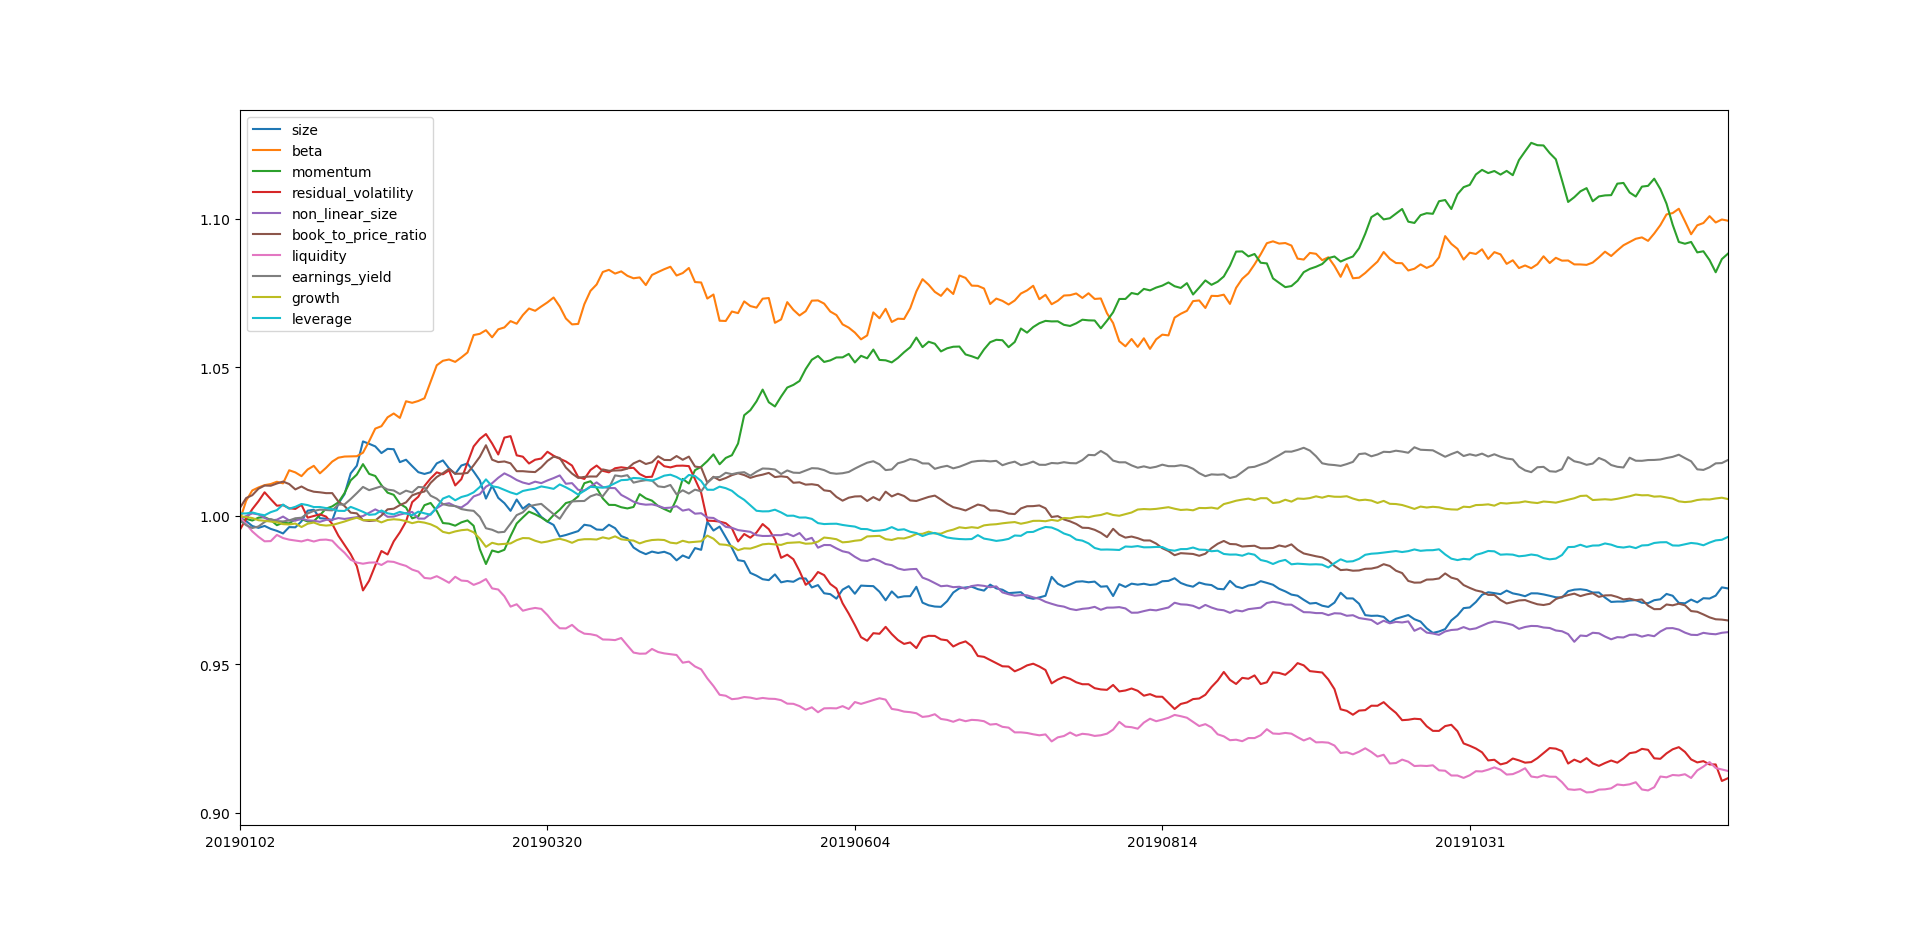 size
beta
momentum
residual_volatility
non_linear_size
book_to_price_ratio
liquidity
earnings_yield
growth
leverage
1.10
1.05
1.00
0.95
0.90
20190102 20190320 20190604 20190814 20191031